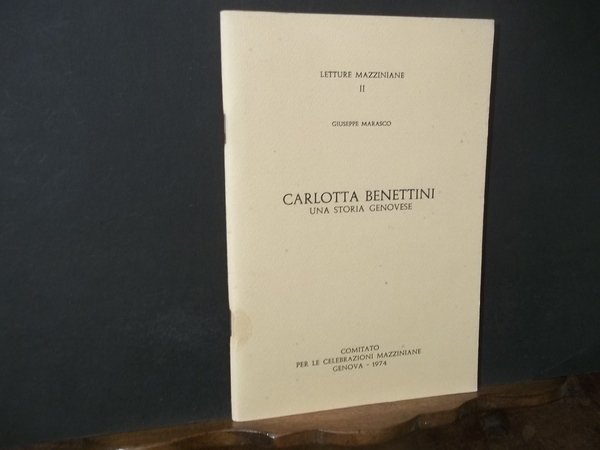 LETTURE MAZZINIANE
II
GIUSEPPE MARASCO
CARLOTTA BENETTINI
UNA STORIA GENOVESE
COMITATO
PER LE CELEBRAZIONI MAZZINIANE
GENOVA - 1974